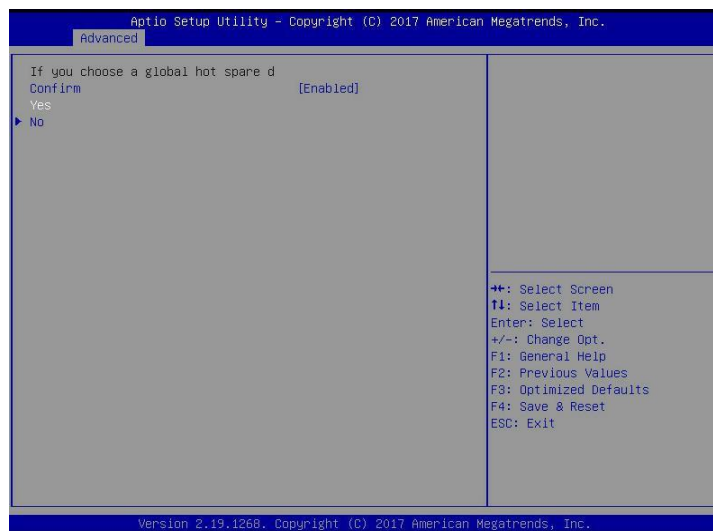 Aptio Setup Utility – Copyright (C) 2017 American Megatrends, Inc.
Advanced
If you choose a global hot spare d
Confirm [Enabled]
Yes
▶ No
→←: Select Screen
↑↓: Select Item
Enter: Select
+/-: Change Opt.
F1: General Help
F2: Previous Values
F3: Optimized Defaults
F4: Save & Reset
ESC: Exit
Version 2.19.1268. Copyright (C) 2017 American Megatrends, Inc.